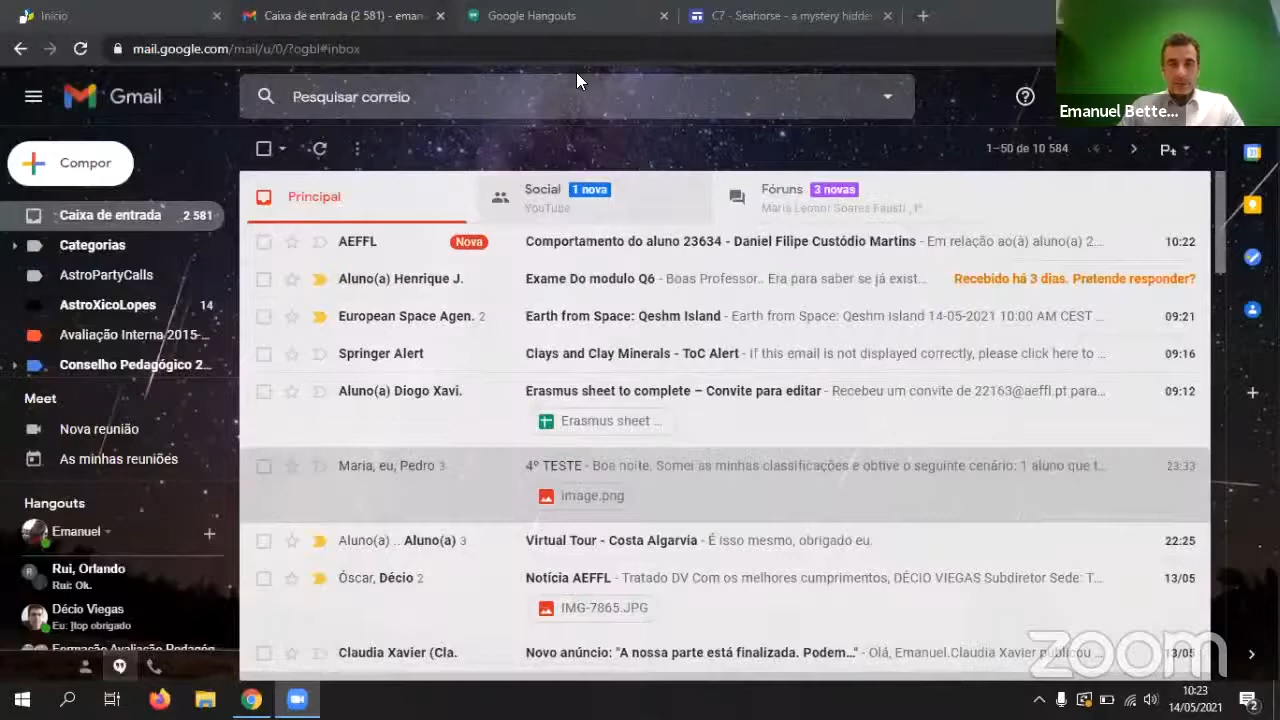 Início
Caixa de entrada (2 581) - eman
Google Hangouts
C7 - Seahorse - a mystery hidde
mail.google.com/mail/u/0/?ogbl#inbox
Emanuel Bette...
Gmail
Pesquisar correio
Compor
1–50 de 10 584
Pt
Principal
Social 1 nova
YouTube
Fóruns 3 novas
Maria Leonor Soares Fausti
Caixa de entrada 2 581
Categorias
AstroPartyCalls
AstroXicoLopes 14
Avaliação Interna 2015-...
Conselho Pedagógico 2...
Meet
Nova reunião
As minhas reuniões
Hangouts
Emanuel
Rui, Orlando
Rui: Ok.
Décio Viegas
Eu: ]top obrigado
Formação Avaliação Pedagóg
AEFFL Nova Comportamento do aluno 23634 - Daniel Filipe Custódio Martins - Em relação ao(à) aluno(a) 2... 10:22
Aluno(a) Henrique J. Exame Do modulo Q6 - Boas Professor.. Era para saber se já exist... Recebido há 3 dias. Pretende responder?
European Space Agen. 2 Earth from Space: Qeshm Island - Earth from Space: Qeshm Island 14-05-2021 10:00 AM CEST ... 09:21
Springer Alert Clays and Clay Minerals - ToC Alert - if this email is not displayed correctly, please click here to ... 09:16
Aluno(a) Diogo Xavi. Erasmus sheet to complete – Convite para editar - Recebeu um convite de 22163@aeffl.pt para... 09:12
Erasmus sheet ...
Maria, eu, Pedro 3 4º TESTE - Boa noite. Somei as minhas classificações e obtive o seguinte cenário: 1 aluno que t... 23:33
image.png
Aluno(a) .. Aluno(a) 3 Virtual Tour - Costa Algarvia - É isso mesmo, obrigado eu. 22:25
Óscar, Décio 2 Notícia AEFFL - Tratado DV Com os melhores cumprimentos, DÉCIO VIEGAS Subdiretor Sede: T... 13/05
IMG-7865.JPG
Claudia Xavier (Cla. Novo anúncio: "A nossa parte está finalizada. Podem…" - Olá, Emanuel.Claudia Xavier publicou ... 13/05
zoom
10:23
14/05/2021
2